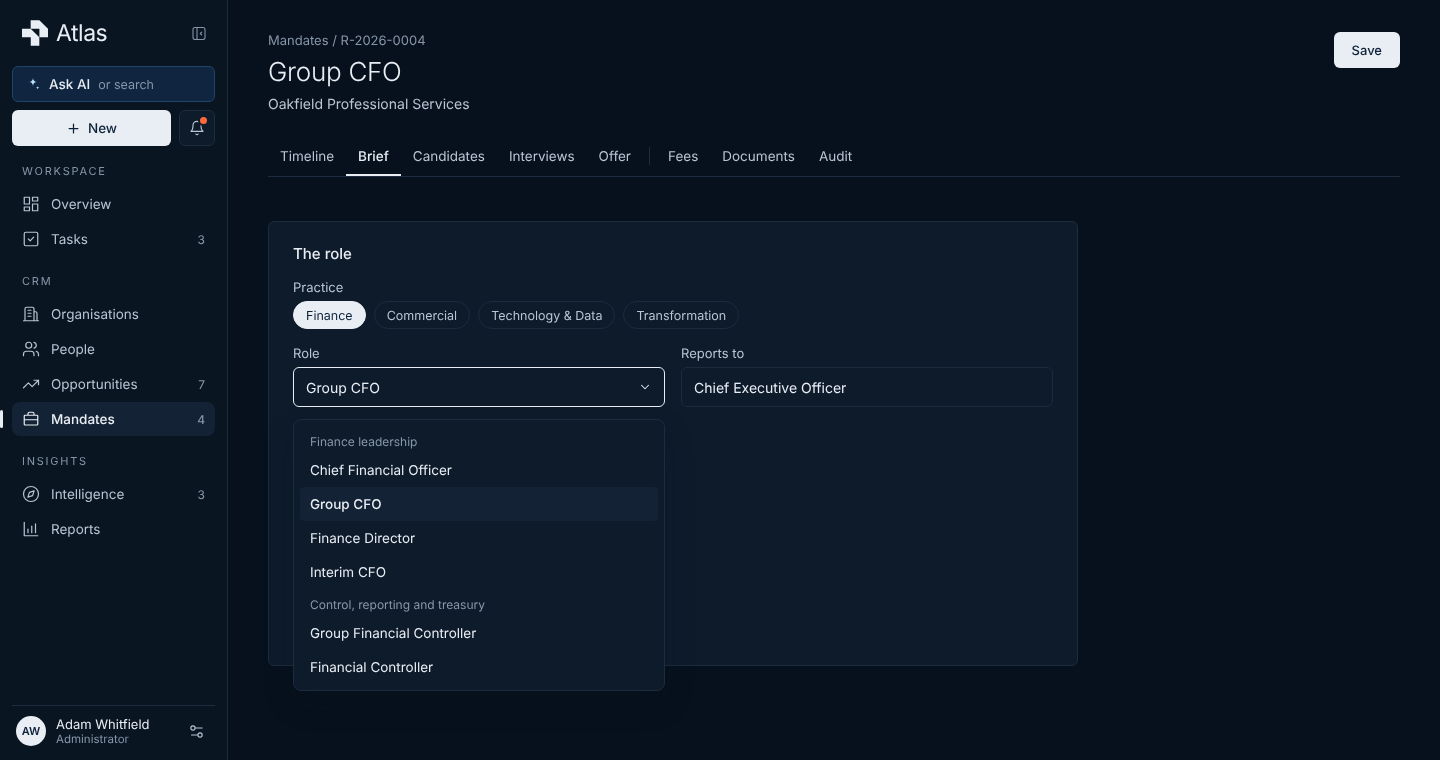 Atlas
Ask AI or search
New
WORKSPACE
Overview
Tasks 3
CRM
Organisations
People
Opportunities 7
Mandates 4
INSIGHTS
Intelligence 3
Reports
AW
Adam Whitfield
Administrator
Mandates / R-2026-0004
Save
Group CFO
Oakfield Professional Services
Timeline Brief Candidates Interviews Offer Fees Documents Audit
The role
Practice
Finance Commercial Technology & Data Transformation
Role Reports to
Group CFO Chief Executive Officer
Finance leadership
Chief Financial Officer
Group CFO
Finance Director
Interim CFO
Control, reporting and treasury
Group Financial Controller
Financial Controller